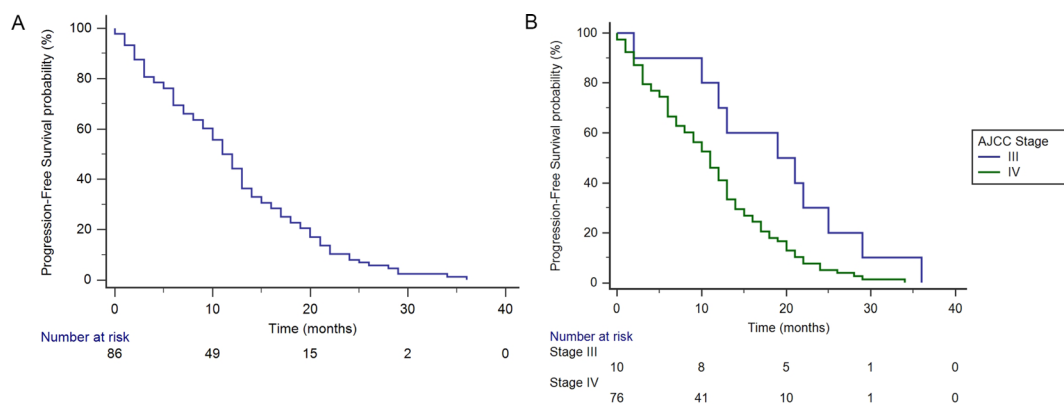 A
Progression-Free Survival probability (%)
100
80
60
40
20
0
0 10 20 30 40
Time (months)
Number at risk
86 49 15 2 0
B
Progression-Free Survival probability (%)
100
80
60
40
20
0
0 10 20 30 40
Time (months)
Number at risk
Stage III
10 8 5 1 0
Stage IV
76 41 10 1 0
AJCC Stage
III
IV